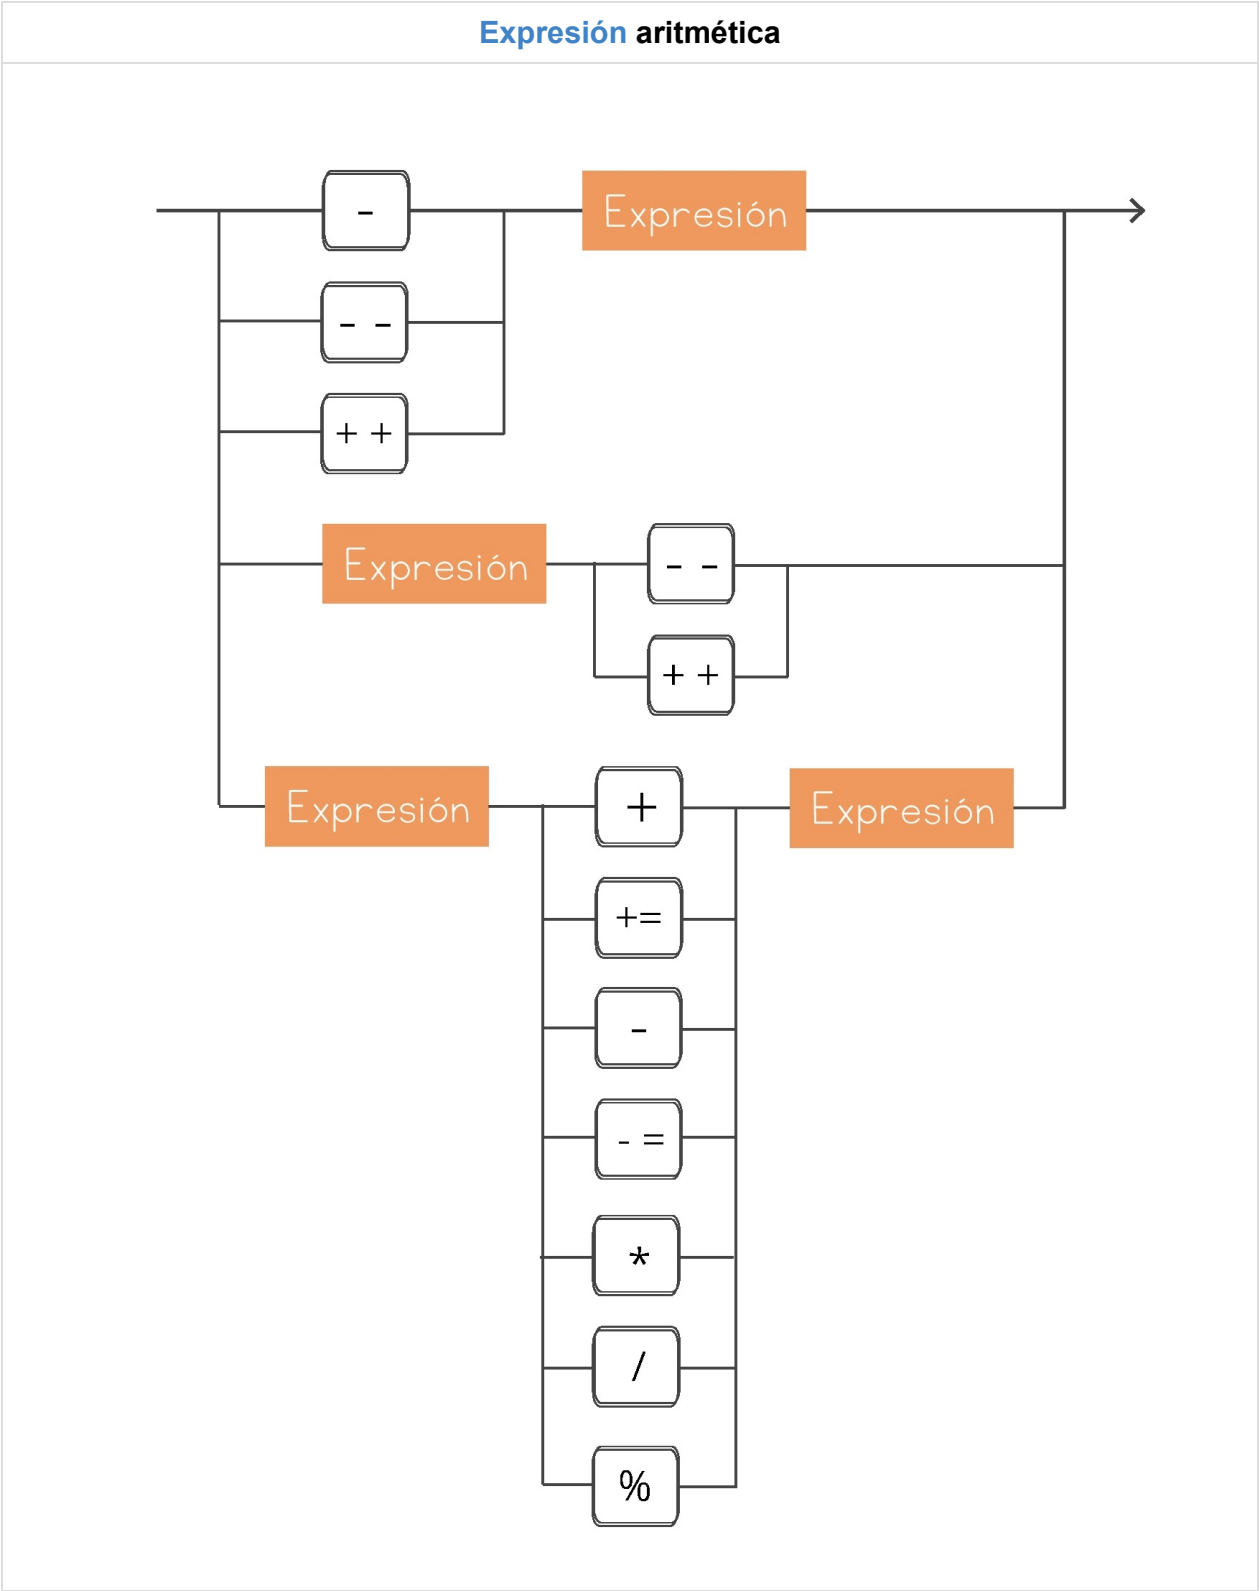 Expresión aritmética
-
Expresión
- -
+ +
Expresión
- -
+ +
Expresión
+
Expresión
+=
-
- =
*
/
%